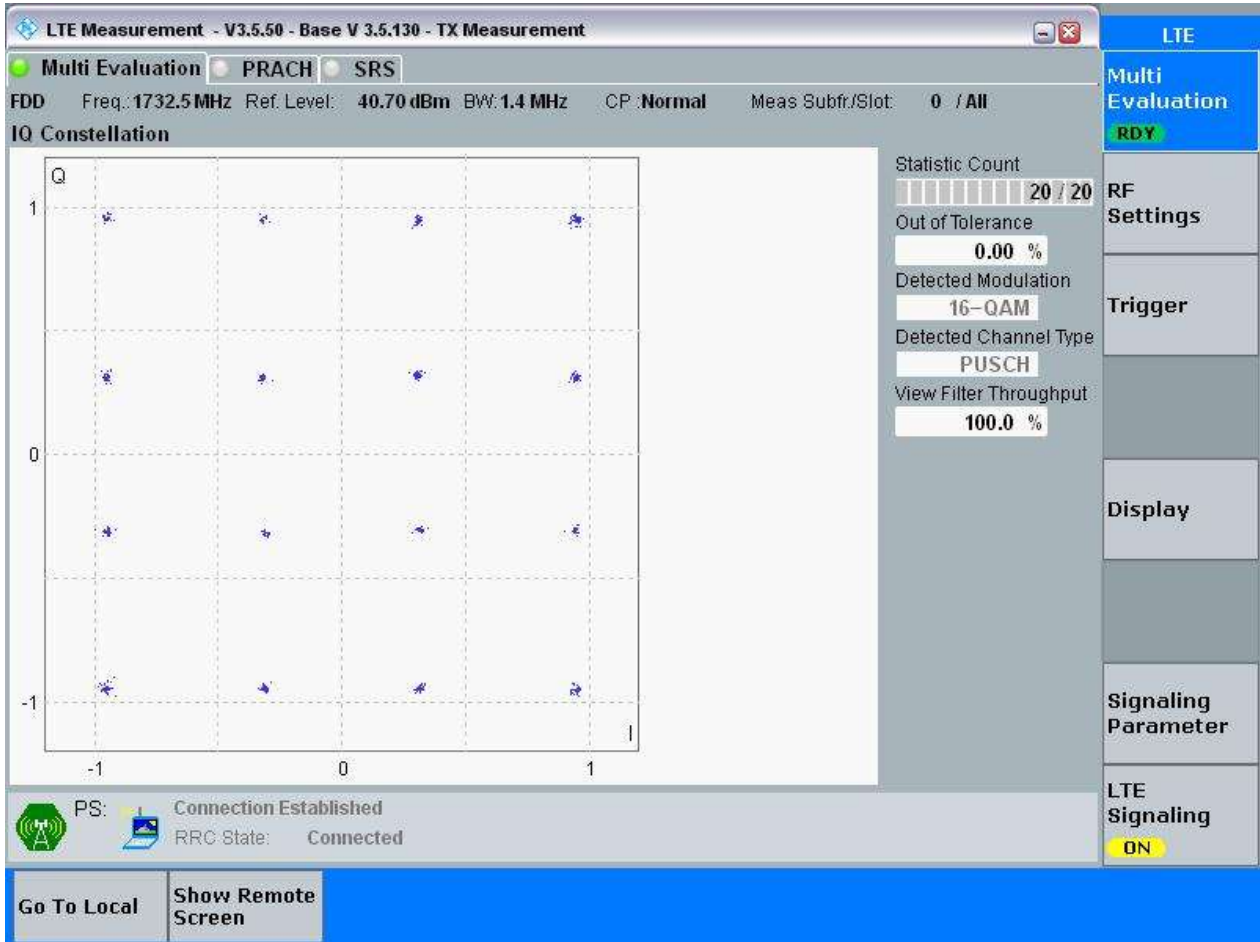 LTE Measurement - V3.5.50 - Base V 3.5.130 - TX Measurement
LTE
Multi Evaluation PRACH SRS
Multi
Evaluation
RDY
FDD Freq.: 1732.5 MHz Ref. Level: 40.70 dBm BW: 1.4 MHz CP : Normal Meas Subfr./Slot: 0 / All
IQ Constellation
Q
1
0
-1
-1
0
1
I
Statistic Count
20 / 20
Out of Tolerance
0.00 %
Detected Modulation
16-QAM
Detected Channel Type
PUSCH
View Filter Throughput
100.0 %
RF
Settings
Trigger
Display
Signaling
Parameter
LTE
Signaling
ON
PS: Connection Established
RRC State: Connected
Go To Local
Show Remote
Screen